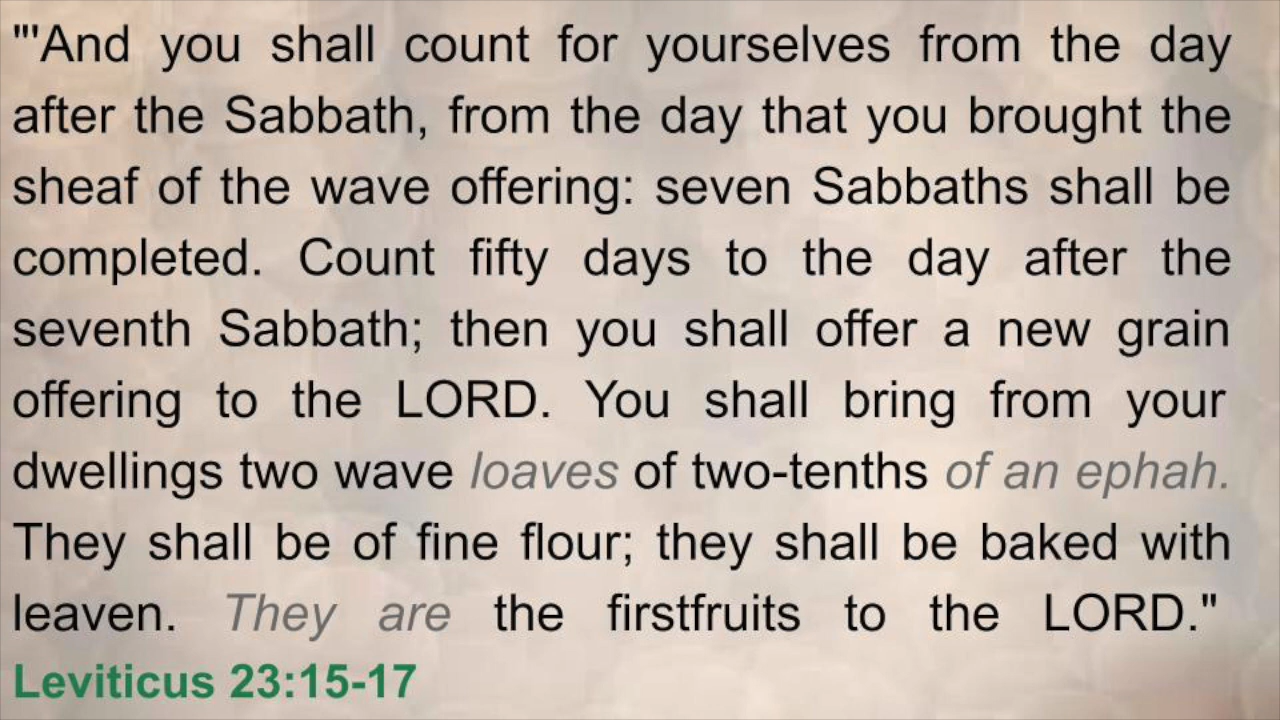 "'And you shall count for yourselves from the day
after the Sabbath, from the day that you brought the
sheaf of the wave offering: seven Sabbaths shall be
completed. Count fifty days to the day after the
seventh Sabbath; then you shall offer a new grain
offering to the LORD. You shall bring from your
dwellings two wave loaves of two-tenths of an ephah.
They shall be of fine flour; they shall be baked with
leaven. They are the firstfruits to the LORD."
Leviticus 23:15-17